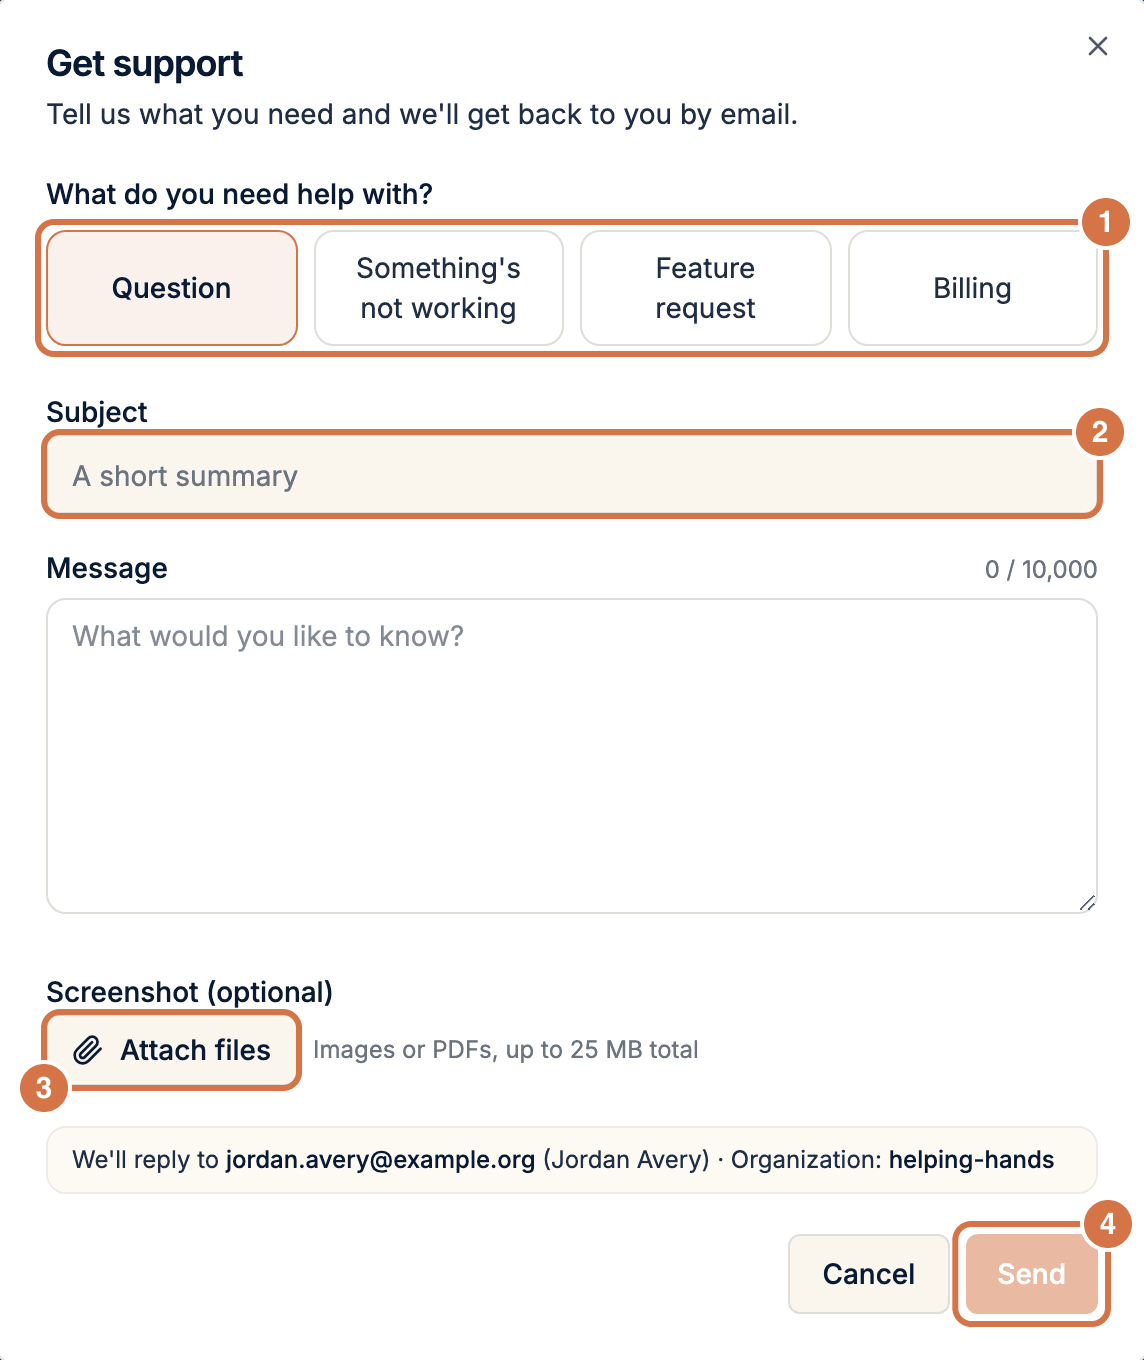 Get support
Tell us what you need and we'll get back to you by email.
What do you need help with?
1
Question
Something's
not working
Feature
request
Billing
Subject
2
A short summary
Message
0 / 10,000
What would you like to know?
Screenshot (optional)
Attach files
Images or PDFs, up to 25 MB total
3
We'll reply to jordan.avery@example.org (Jordan Avery) · Organization: helping-hands
4
Cancel
Send